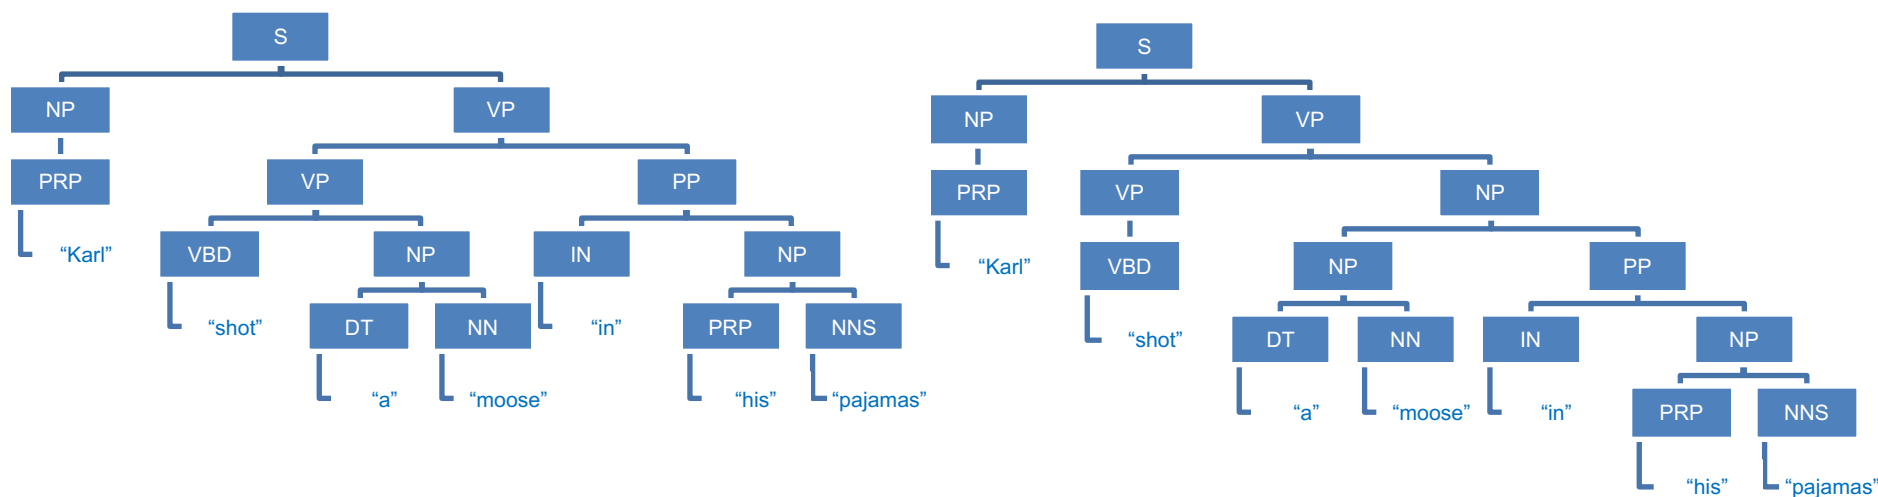 S
NP VP
PRP VP PP
“Karl” VBD NP IN NP
“shot” DT NN “in” PRP NNS
“a” “moose” “his” “pajamas”
S
NP VP
PRP VP NP
“Karl” VBD NP PP
“shot” DT NN IN NP
“a” “moose” “in” PRP NNS
“his” “pajamas”